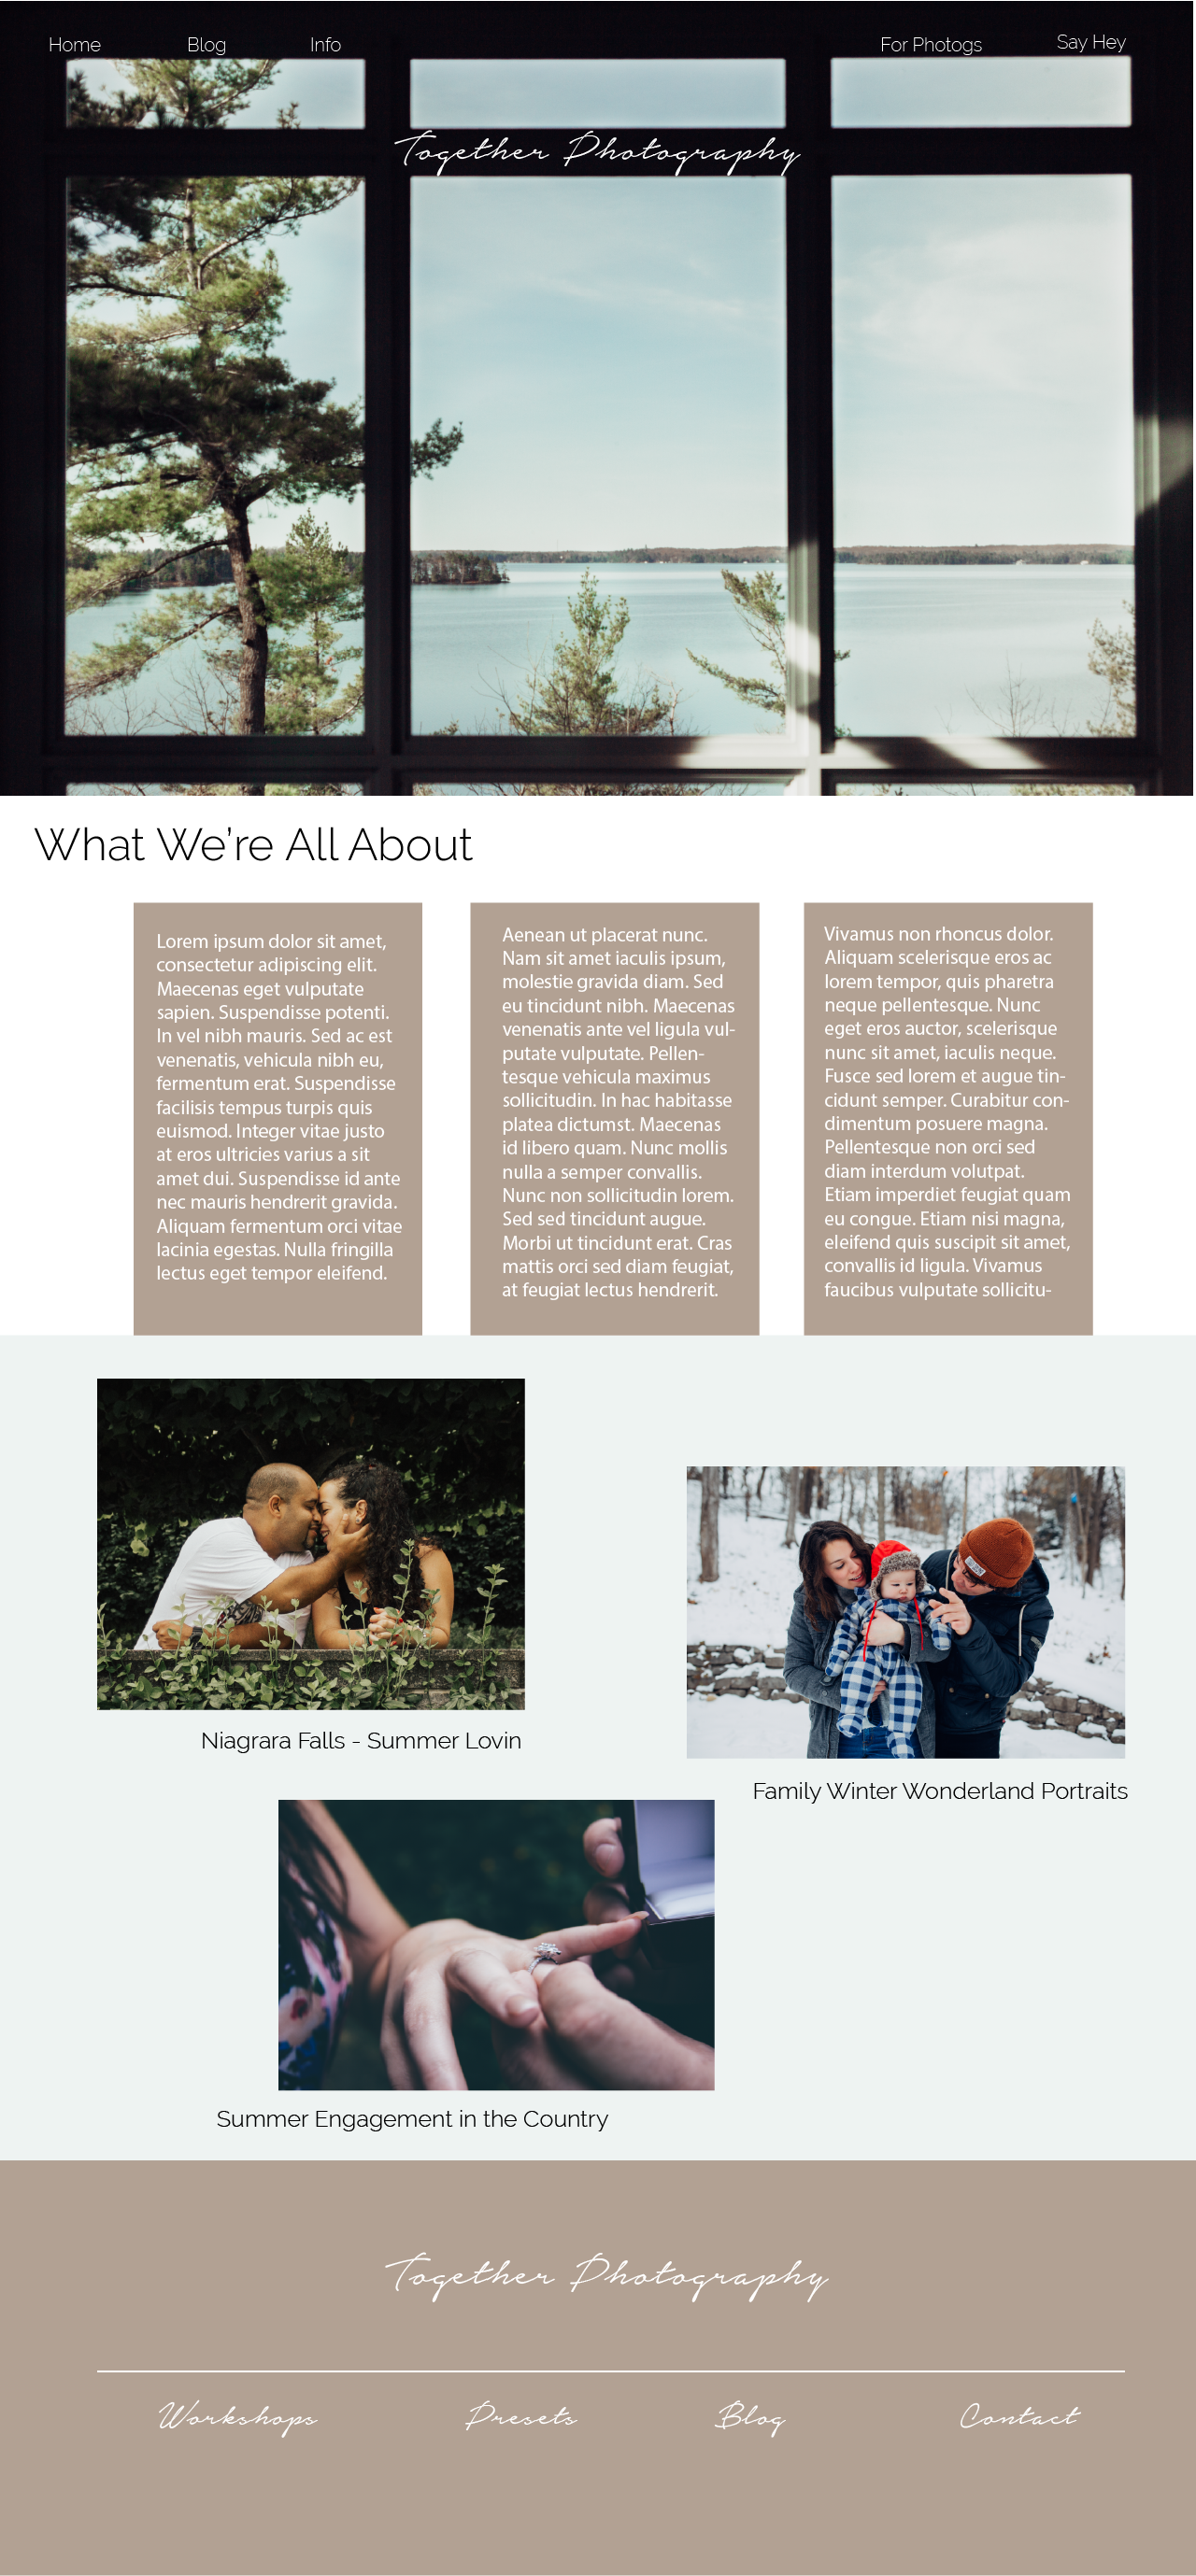 Home Blog Info For Photogs Say Hey
Together Photography
What We're All About
Lorem ipsum dolor sit amet,
consectetur adipiscing elit.
Maecenas eget vulputate
sapien. Suspendisse potenti.
In vel nibh mauris. Sed ac est
venenatis, vehicula nibh eu,
fermentum erat. Suspendisse
facilisis tempus turpis quis
euismod. Integer vitae justo
at eros ultricies varius a sit
amet dui. Suspendisse id ante
nec mauris hendrerit gravida.
Aliquam fermentum orci vitae
lacinia egestas. Nulla fringilla
lectus eget tempor eleifend.
Aenean ut placerat nunc.
Nam sit amet iaculis ipsum,
molestie gravida diam. Sed
eu tincidunt nibh. Maecenas
venenatis ante vel ligula vul-
putate vulputate. Pellen-
tesque vehicula maximus
sollicitudin. In hac habitasse
platea dictumst. Maecenas
id libero quam. Nunc mollis
nulla a semper convallis.
Nunc non sollicitudin lorem.
Sed sed tincidunt augue.
Morbi ut tincidunt erat. Cras
mattis orci sed diam feugiat,
at feugiat lectus hendrerit.
Vivamus non rhoncus dolor.
Aliquam scelerisque eros ac
lorem tempor, quis pharetra
neque pellentesque. Nunc
eget eros auctor, scelerisque
nunc sit amet, iaculis neque.
Fusce sed lorem et augue tin-
cidunt semper. Curabitur con-
dimentum posuere magna.
Pellentesque non orci sed
diam interdum volutpat.
Etiam imperdiet feugiat quam
eu congue. Etiam nisi magna,
eleifend quis suscipit sit amet,
convallis id ligula. Vivamus
faucibus vulputate sollicitu-
Niagrara Falls - Summer Lovin
Family Winter Wonderland Portraits
Summer Engagement in the Country
Together Photography
Workshops Presets Blog Contact